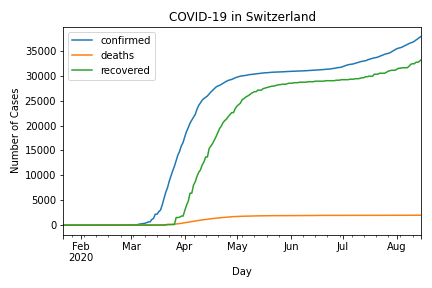 COVID-19 in Switzerland
confirmed
deaths
recovered
Number of Cases
35000
30000
25000
20000
15000
10000
5000
0
Feb Mar Apr May Jun Jul Aug
2020
Day